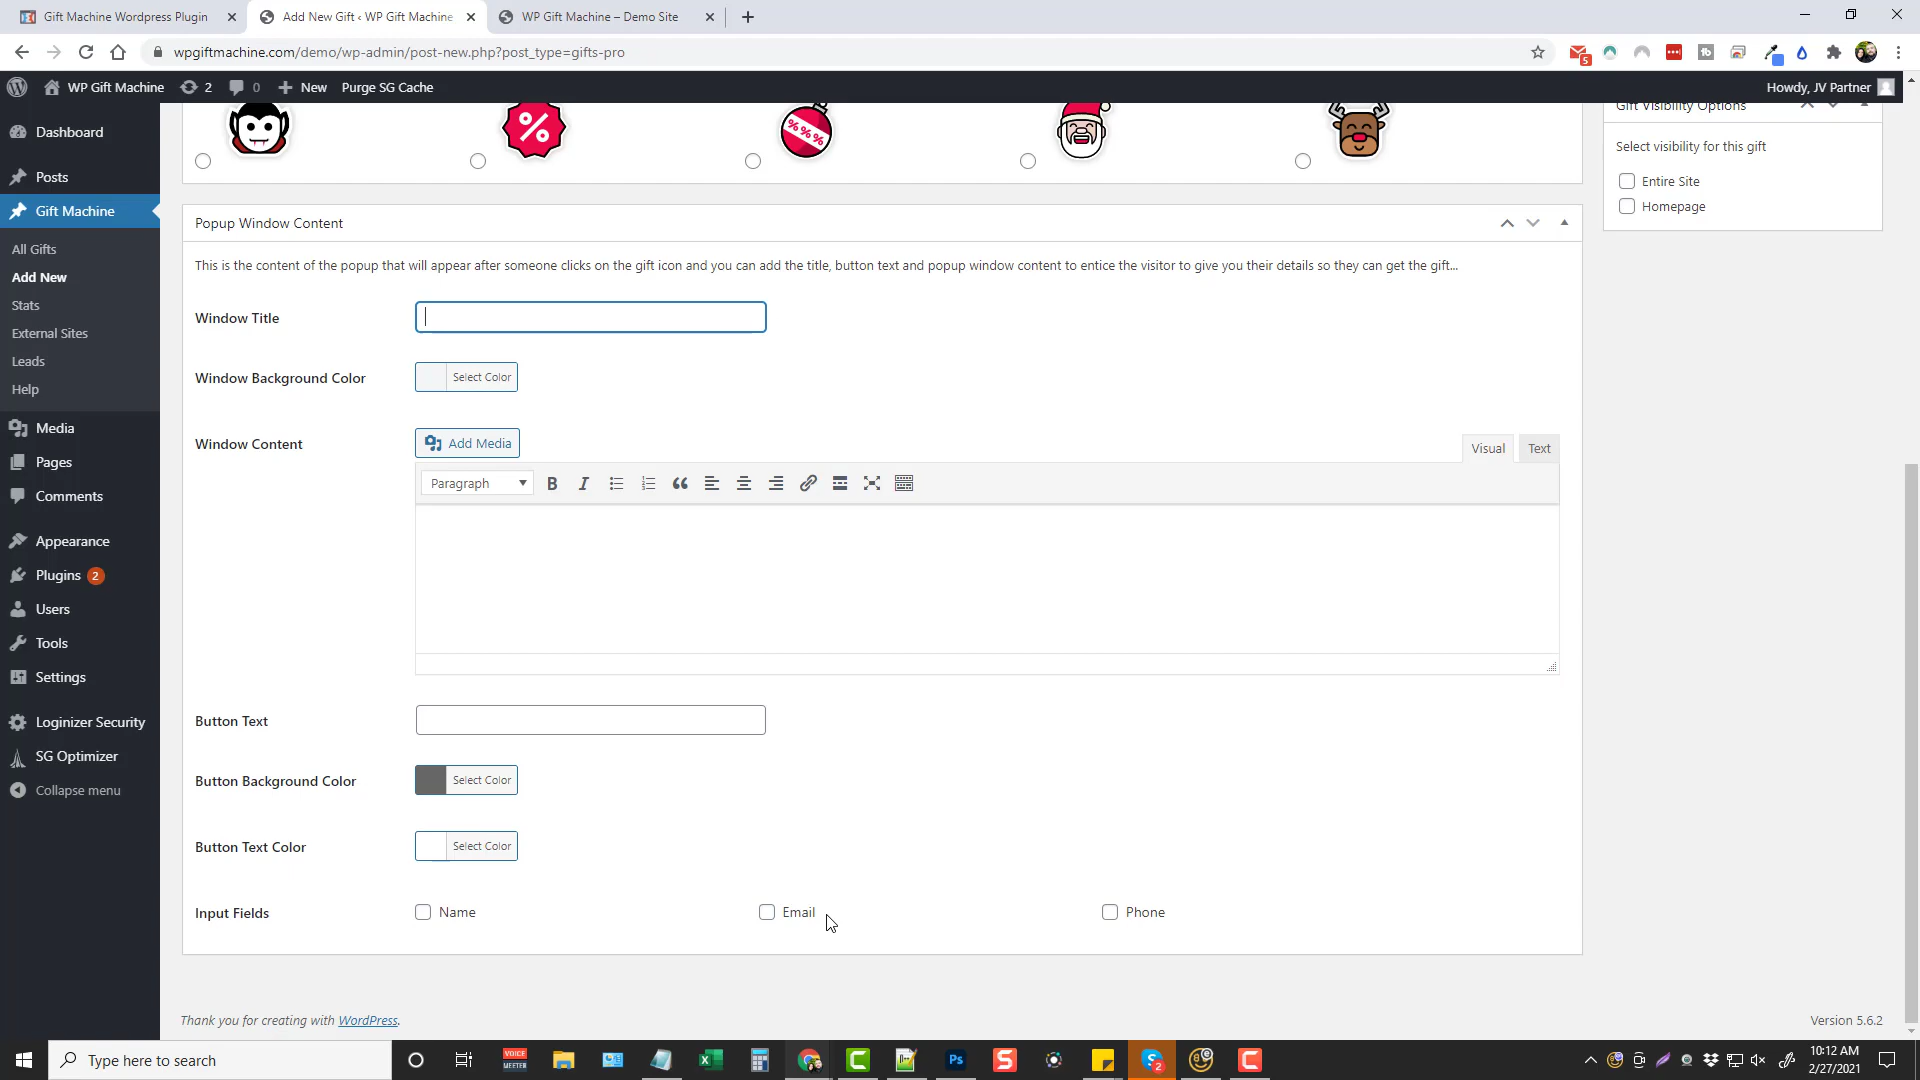 Gift Machine Wordpress Plugin
Add New Gift ‹ WP Gift Machine
WP Gift Machine – Demo Site
wpgiftmachine.com/demo/wp-admin/post-new.php?post_type=gifts-pro
5
WP Gift Machine
2
0
New
Purge SG Cache
Howdy, JV Partner
Dashboard
Posts
Gift Machine
All Gifts
Add New
Stats
External Sites
Leads
Help
Media
Pages
Comments
Appearance
Plugins 2
Users
Tools
Settings
Loginizer Security
SG Optimizer
Collapse menu
%
%%%
Gift Visibility Options
Select visibility for this gift
Entire Site
Homepage
Popup Window Content
This is the content of the popup that will appear after someone clicks on the gift icon and you can add the title, button text and popup window content to entice the visitor to give you their details so they can get the gift...
Window Title
Window Background Color
Select Color
Window Content
Add Media
Visual
Text
Paragraph
B
I
Button Text
Button Background Color
Select Color
Button Text Color
Select Color
Input Fields
Name
Email
Phone
Thank you for creating with WordPress.
Version 5.6.2
Type here to search
VOICE
MEETER
Ps
2
10:12 AM
2/27/2021